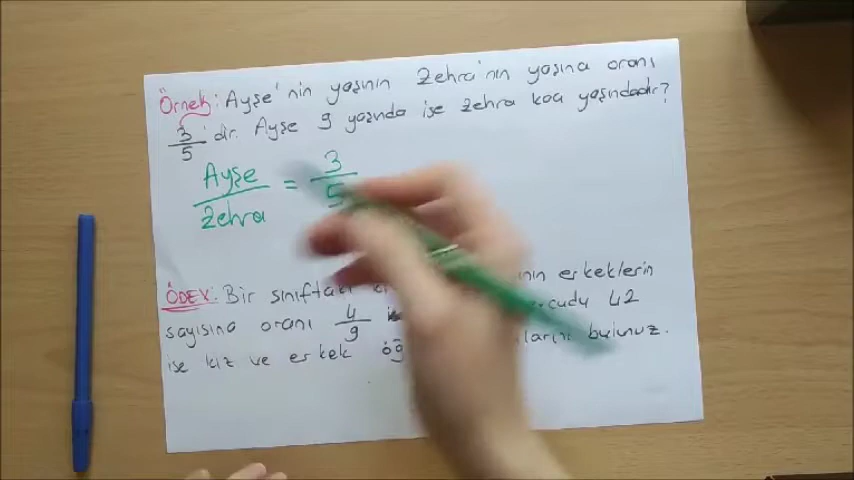 Örnek: Ayşe'nin yaşının Zehra'nın yaşına oranı
3/5 'dir. Ayşe 9 yaşında ise Zehra kaç yaşındadır?
Ayşe/Zehra = 3/5
ÖDEV: Bir sınıftaki nın erkeklerin
sayısına oranı 4/9 42
ise kız ve erkek bulunuz.